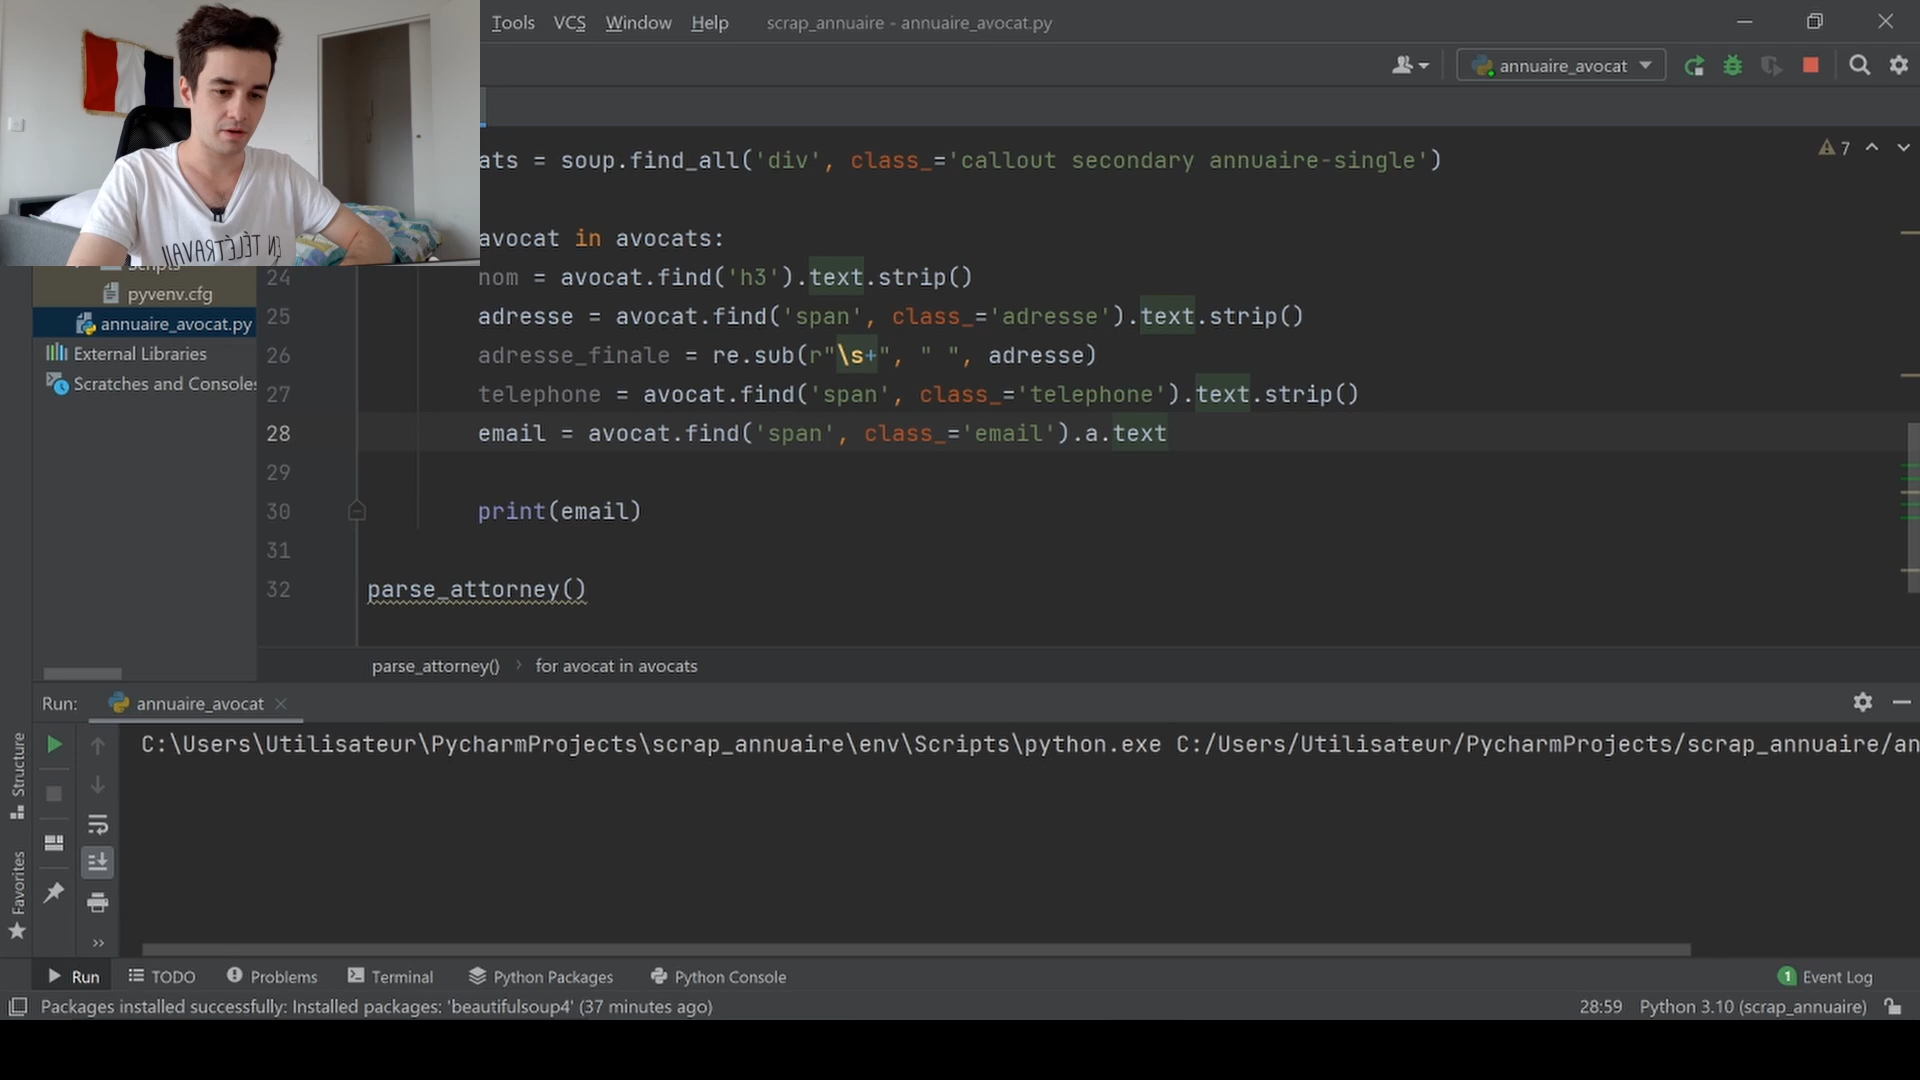 Tools VCS Window Help scrap_annuaire - annuaire_avocat.py
annuaire_avocat
EN TÉLÉTRAVAIL
ats = soup.find_all('div', class_='callout secondary annuaire-single')
7
avocat in avocats:
Scripts
24 nom = avocat.find('h3').text.strip()
pyvenv.cfg
25 adresse = avocat.find('span', class_='adresse').text.strip()
annuaire_avocat.py
26 adresse_finale = re.sub(r"\s+", " ", adresse)
External Libraries
Scratches and Consoles
27 telephone = avocat.find('span', class_='telephone').text.strip()
28 email = avocat.find('span', class_='email').a.text
29
30 print(email)
31
32 parse_attorney()
parse_attorney() › for avocat in avocats
Run: annuaire_avocat
Structure
Favorites
C:\Users\Utilisateur\PycharmProjects\scrap_annuaire\env\Scripts\python.exe C:/Users/Utilisateur/PycharmProjects/scrap_annuaire/an
Run TODO Problems Terminal Python Packages Python Console 1 Event Log
Packages installed successfully: Installed packages: 'beautifulsoup4' (37 minutes ago) 28:59 Python 3.10 (scrap_annuaire)